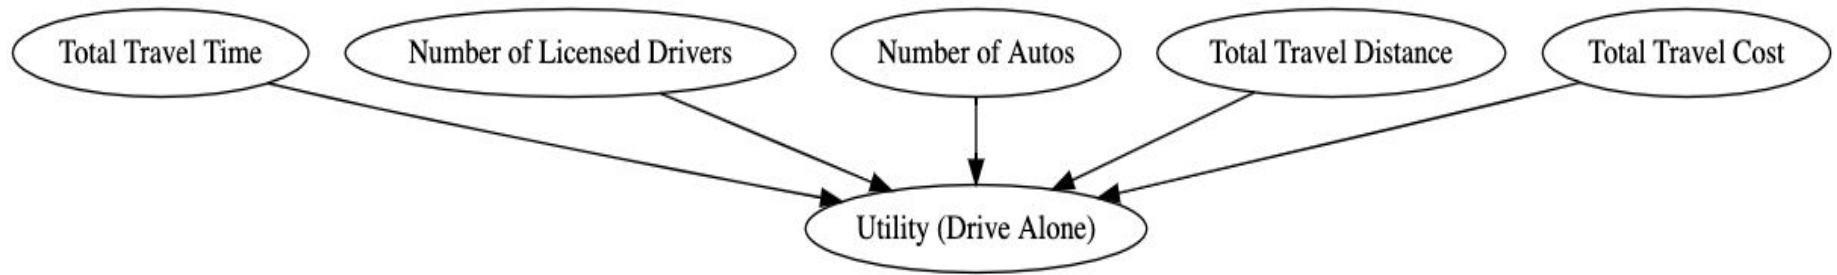 Total Travel Time
Number of Licensed Drivers
Number of Autos
Total Travel Distance
Total Travel Cost
Utility (Drive Alone)